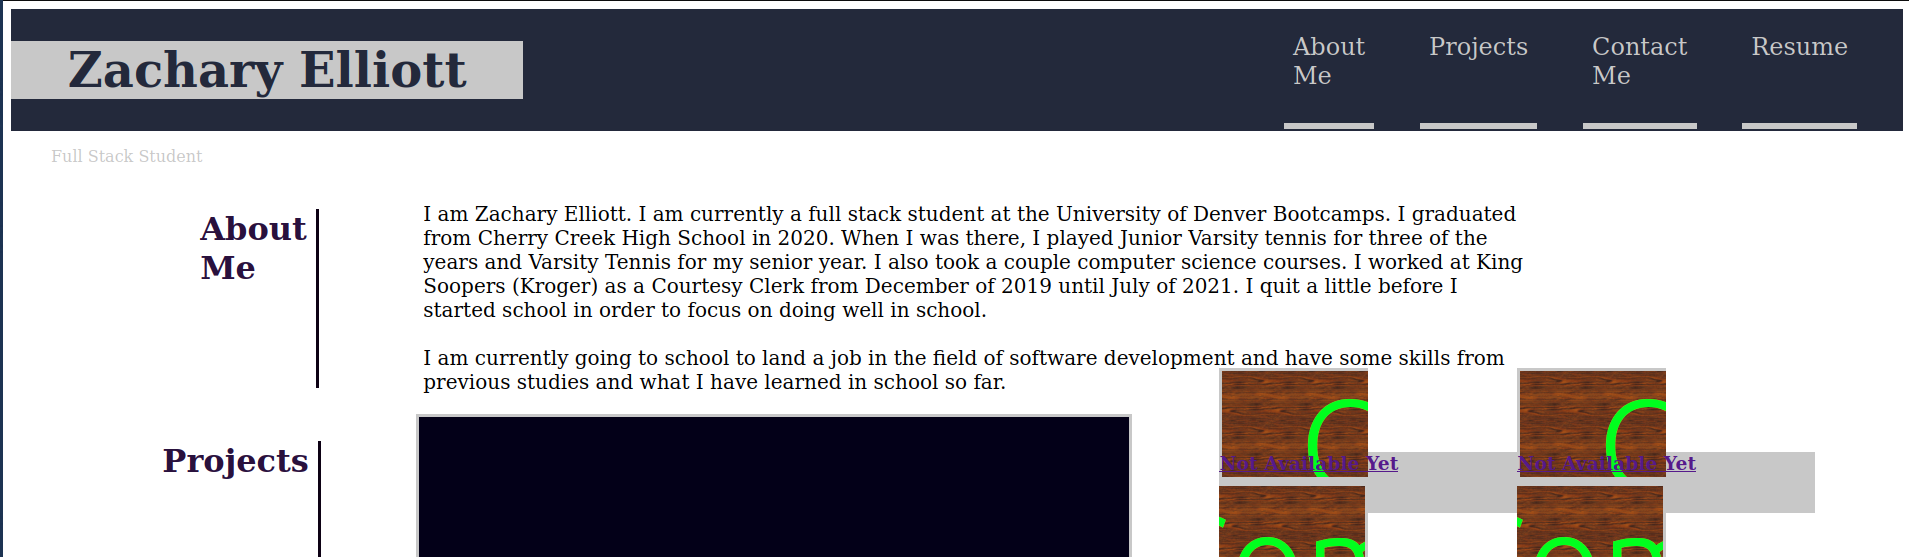 Zachary Elliott
About
Me
Projects
Contact
Me
Resume
Full Stack Student
About
Me
I am Zachary Elliott. I am currently a full stack student at the University of Denver Bootcamps. I graduated
from Cherry Creek High School in 2020. When I was there, I played Junior Varsity tennis for three of the
years and Varsity Tennis for my senior year. I also took a couple computer science courses. I worked at King
Soopers (Kroger) as a Courtesy Clerk from December of 2019 until July of 2021. I quit a little before I
started school in order to focus on doing well in school.
I am currently going to school to land a job in the field of software development and have some skills from
previous studies and what I have learned in school so far.
Projects
Not Available Yet
Not Available Yet